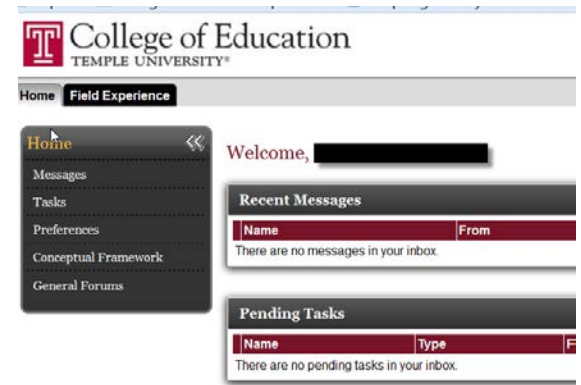 College of Education
TEMPLE UNIVERSITY®
Home Field Experience
Home
Messages
Tasks
Preferences
Conceptual Framework
General Forums
Welcome,
Recent Messages
Name From
There are no messages in your inbox.
Pending Tasks
Name Type
There are no pending tasks in your inbox.